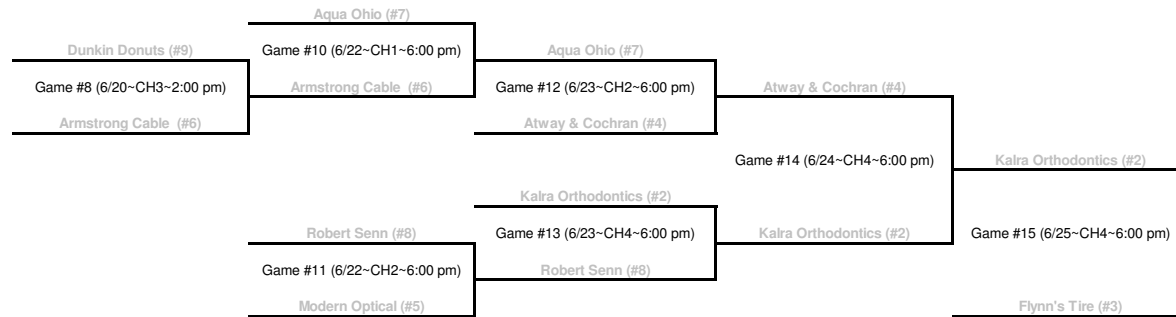 Aqua Ohio (#7)
Dunkin Donuts (#9)
Game #10 (6/22~CH1~6:00 pm)
Aqua Ohio (#7)
Game #8 (6/20~CH3~2:00 pm)
Armstrong Cable (#6)
Game #12 (6/23~CH2~6:00 pm)
Atway & Cochran (#4)
Armstrong Cable (#6)
Atway & Cochran (#4)
Game #14 (6/24~CH4~6:00 pm)
Kalra Orthodontics (#2)
Kalra Orthodontics (#2)
Robert Senn (#8)
Game #13 (6/23~CH4~6:00 pm)
Kalra Orthodontics (#2)
Game #15 (6/25~CH4~6:00 pm)
Game #11 (6/22~CH2~6:00 pm)
Robert Senn (#8)
Modern Optical (#5)
Flynn's Tire (#3)